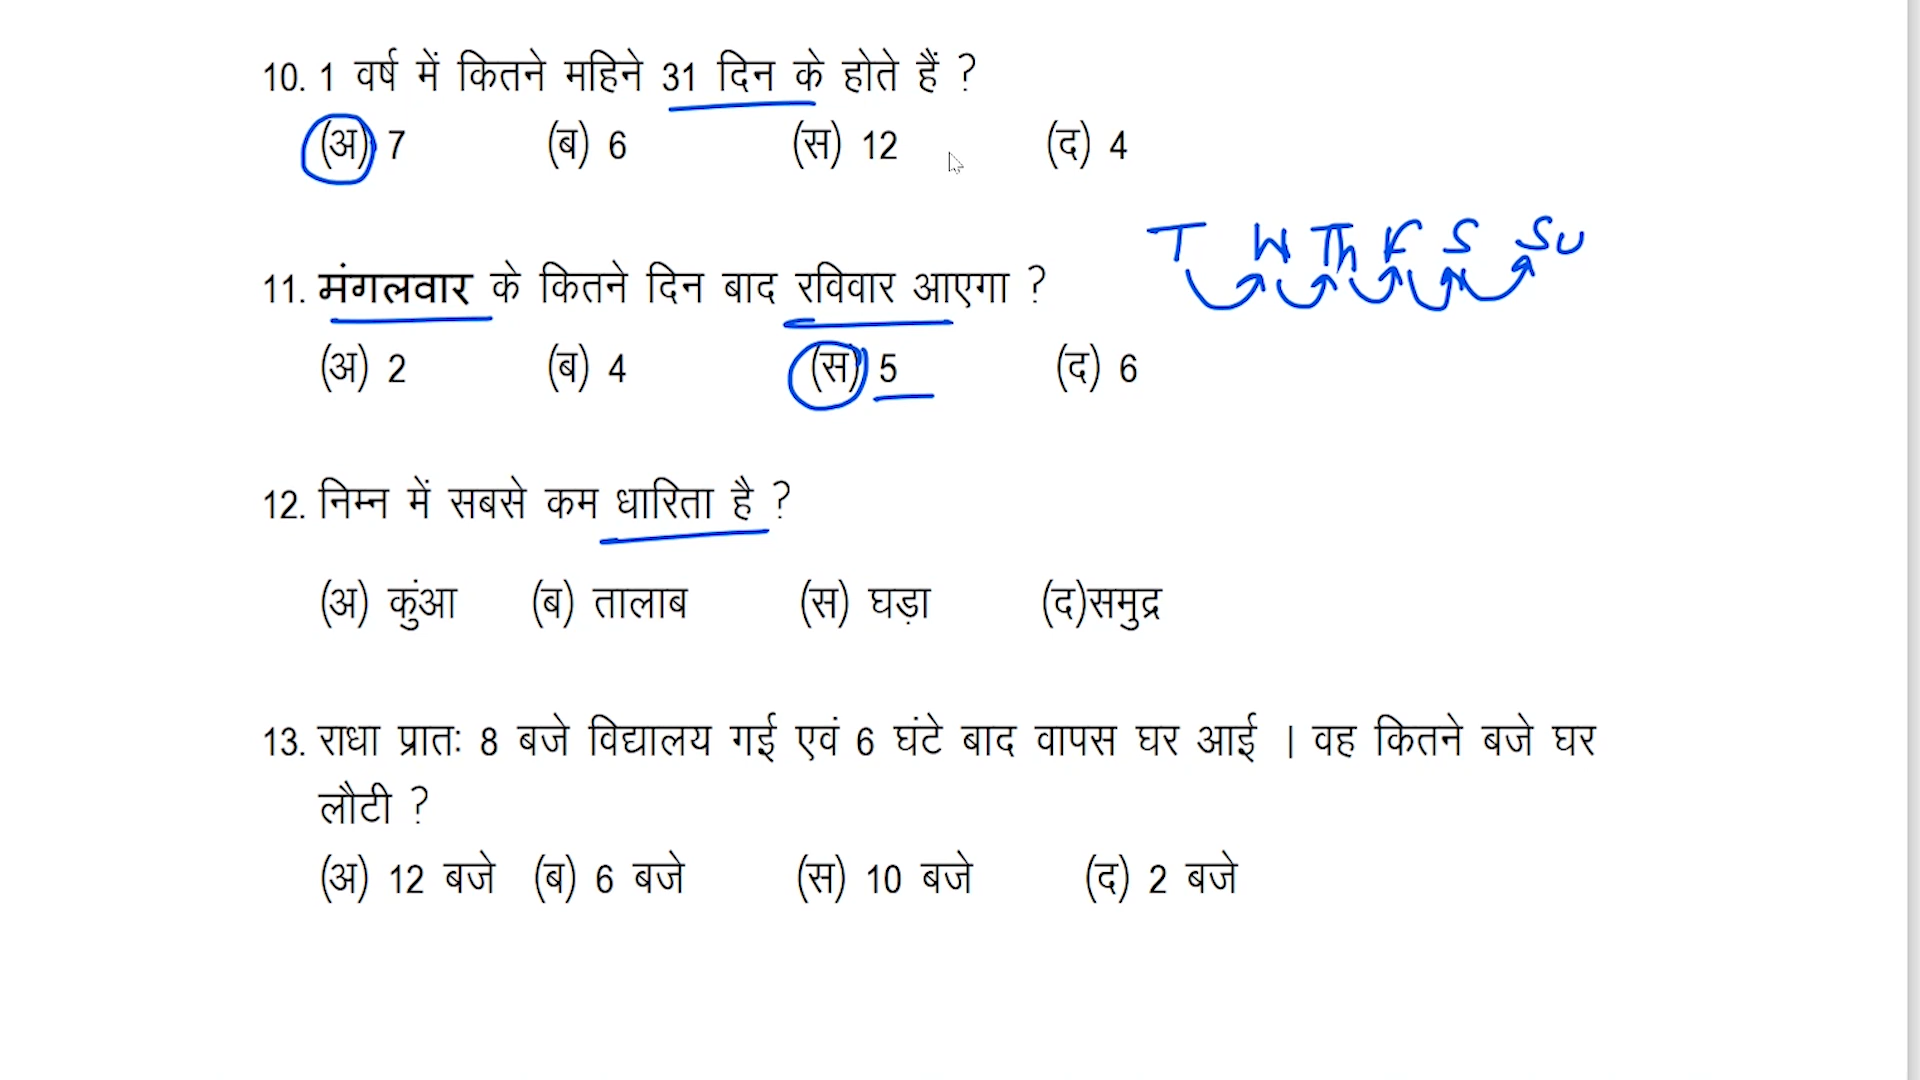 10. 1 वर्ष में कितने महिने 31 दिन के होते हैं ?
(अ) 7 (ब) 6 (स) 12 (द) 4
T W Th F S Su
11. मंगलवार के कितने दिन बाद रविवार आएगा ?
(अ) 2 (ब) 4 (स) 5 (द) 6
12. निम्न में सबसे कम धारिता है ?
(अ) कुंआ (ब) तालाब (स) घड़ा (द)समुद्र
13. राधा प्रातः 8 बजे विद्यालय गई एवं 6 घंटे बाद वापस घर आई । वह कितने बजे घर
लौटी ?
(अ) 12 बजे (ब) 6 बजे (स) 10 बजे (द) 2 बजे